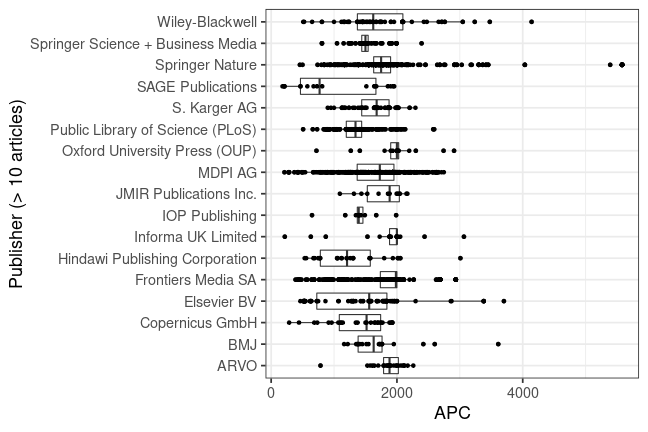 Publisher (> 10 articles)
Wiley-Blackwell
Springer Science + Business Media
Springer Nature
SAGE Publications
S. Karger AG
Public Library of Science (PLoS)
Oxford University Press (OUP)
MDPI AG
JMIR Publications Inc.
IOP Publishing
Informa UK Limited
Hindawi Publishing Corporation
Frontiers Media SA
Elsevier BV
Copernicus GmbH
BMJ
ARVO
0 2000 4000
APC